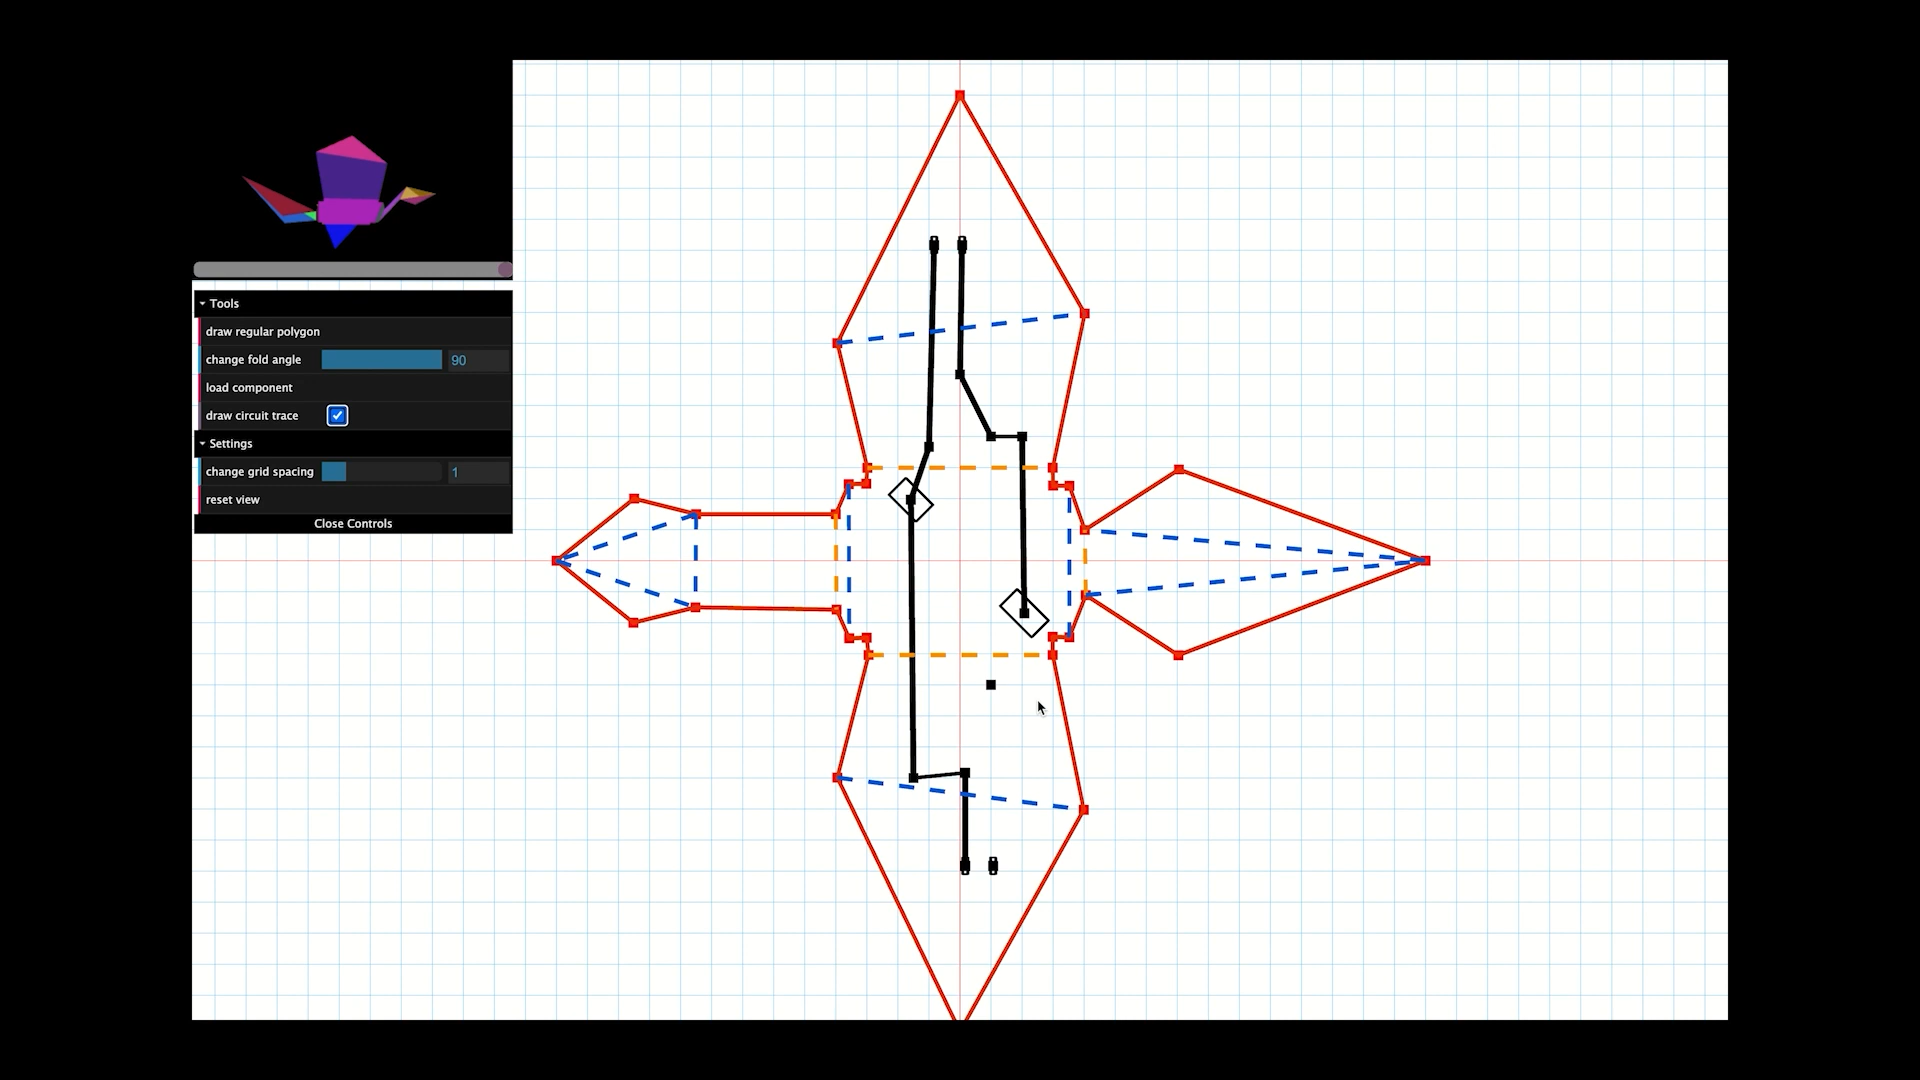 Tools
draw regular polygon
change fold angle 90
load component
draw circuit trace
Settings
change grid spacing 1
reset view
Close Controls